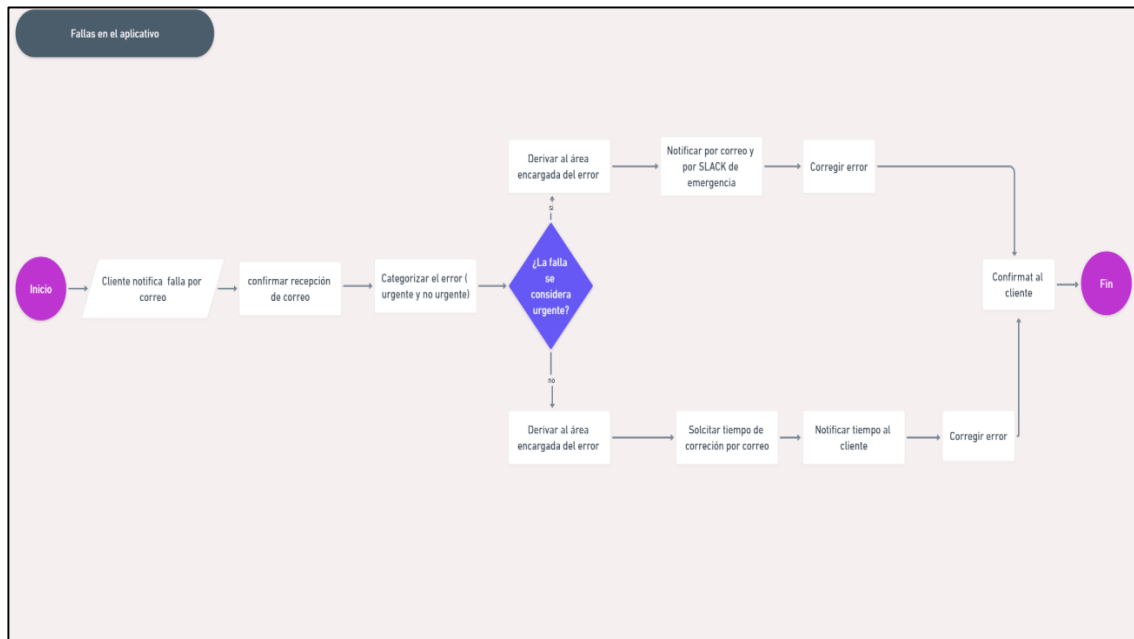 Fallas en el aplicativo
Inicio
Cliente notifica falla por
correo
confirmar recepción
de correo
Categorizar el error (
urgente y no urgente)
¿La falla
se
considera
urgente?
si
Derivar al área
encargada del error
Notificar por correo y
por SLACK de
emergencia
Corregir error
no
Derivar al área
encargada del error
Solcitar tiempo de
correción por correo
Notificar tiempo al
cliente
Corregir error
Confirmat al
cliente
Fin